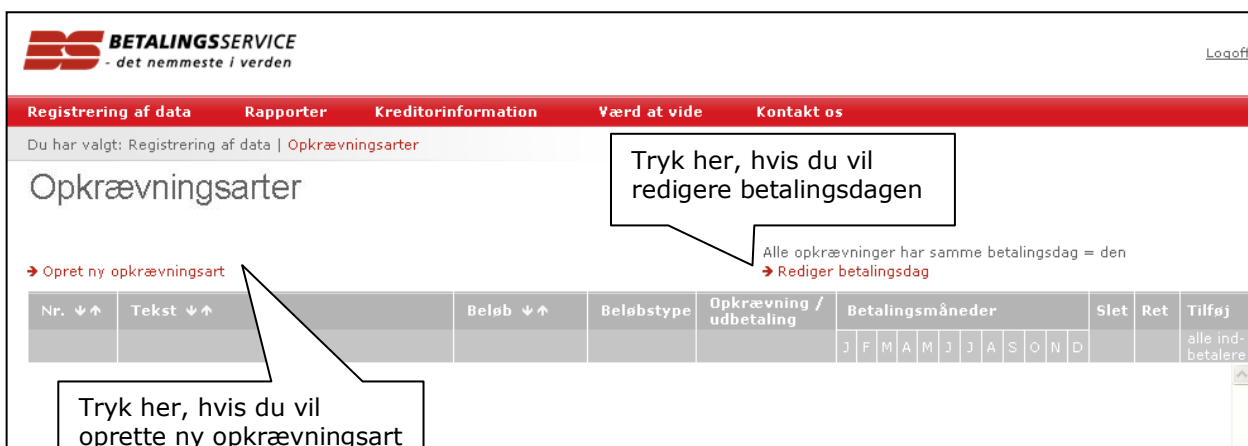 BETALINGSSERVICE
- det nemmeste i verden
Logoff
Registrering af data Rapporter Kreditorinformation Værd at vide Kontakt os
Du har valgt: Registrering af data | Opkrævningsarter
Tryk her, hvis du vil
redigere betalingsdagen
Opkrævningsarter
Alle opkrævninger har samme betalingsdag = den
→ Opret ny opkrævningsart → Rediger betalingsdag
Nr. ↓↑ Tekst ↓↑ Beløb ↓↑ Beløbstype Opkrævning / udbetaling Betalingsmåneder Slet Ret Tilføj
J F M A M J J A S O N D alle ind-
betalere
Tryk her, hvis du vil
oprette ny opkrævningsart